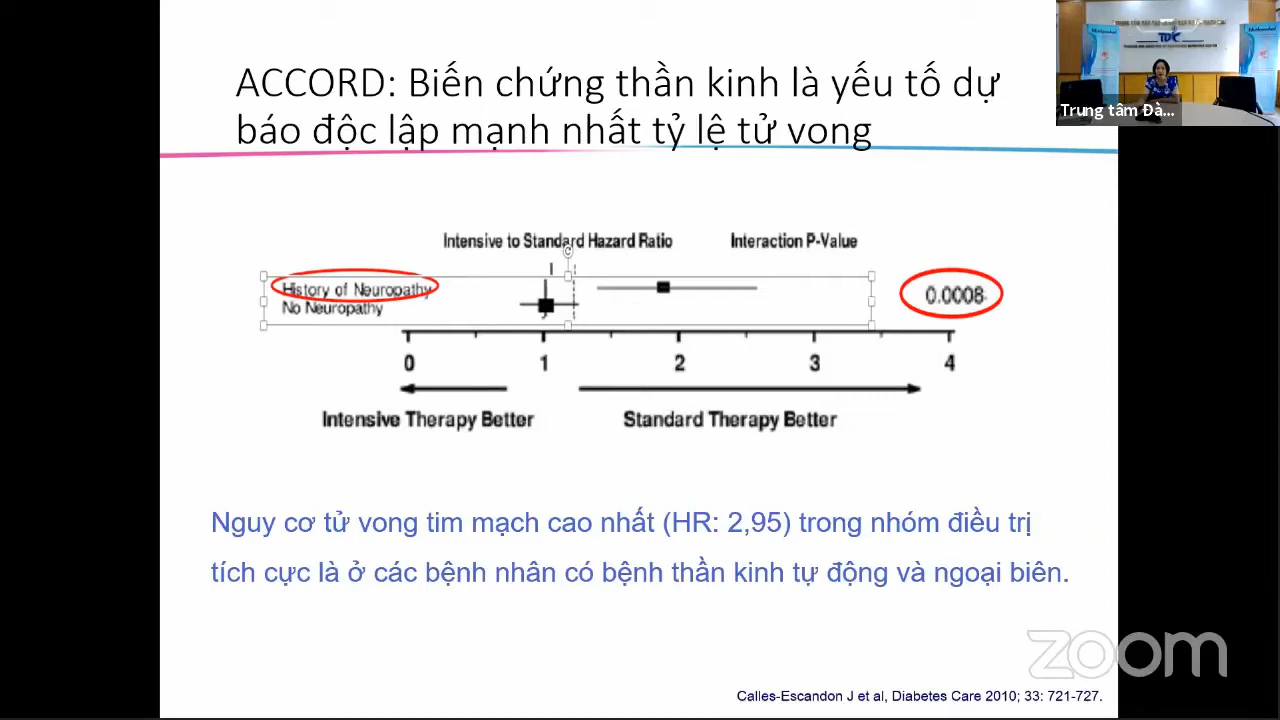 ACCORD: Biến chứng thần kinh là yếu tố dự
báo độc lập mạnh nhất tỷ lệ tử vong
Trung tâm Đà...
Intensive to Standard Hazard Ratio
Interaction P-Value
History of Neuropathy
No Neuropathy
0.0008
0 1 2 3 4
Intensive Therapy Better
Standard Therapy Better
Nguy cơ tử vong tim mạch cao nhất (HR: 2,95) trong nhóm điều trị
tích cực là ở các bệnh nhân có bệnh thần kinh tự động và ngoại biên.
zoom
Calles-Escandon J et al, Diabetes Care 2010; 33: 721-727.